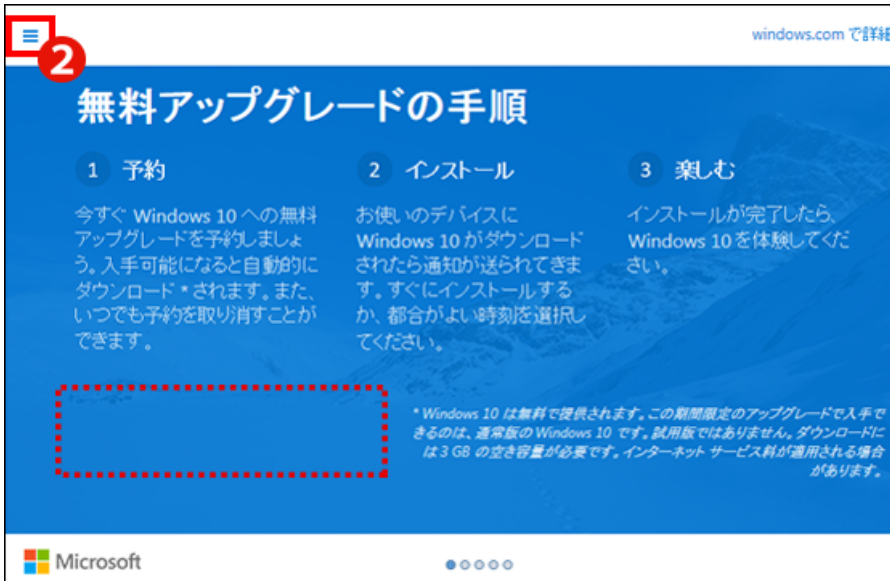 2
windows.com で詳細
無料アップグレードの手順
1 予約
今すぐ Windows 10 への無料
アップグレードを予約しましょ
う。入手可能になると自動的に
ダウンロード * されます。また、
いつでも予約を取り消すことが
できます。
2 インストール
お使いのデバイスに
Windows 10 がダウンロード
されたら通知が送られてきま
す。すぐにインストールする
か、都合がよい時刻を選択し
てください。
3 楽しむ
インストールが完了したら、
Windows 10 を体験してくだ
さい。
* Windows 10 は無料で提供されます。この期間限定のアップグレードで入手で
きるのは、通常版の Windows 10 です。試用版ではありません。ダウンロードに
は 3 GB の空き容量が必要です。インターネット サービス料が適用される場合
があります。
Microsoft